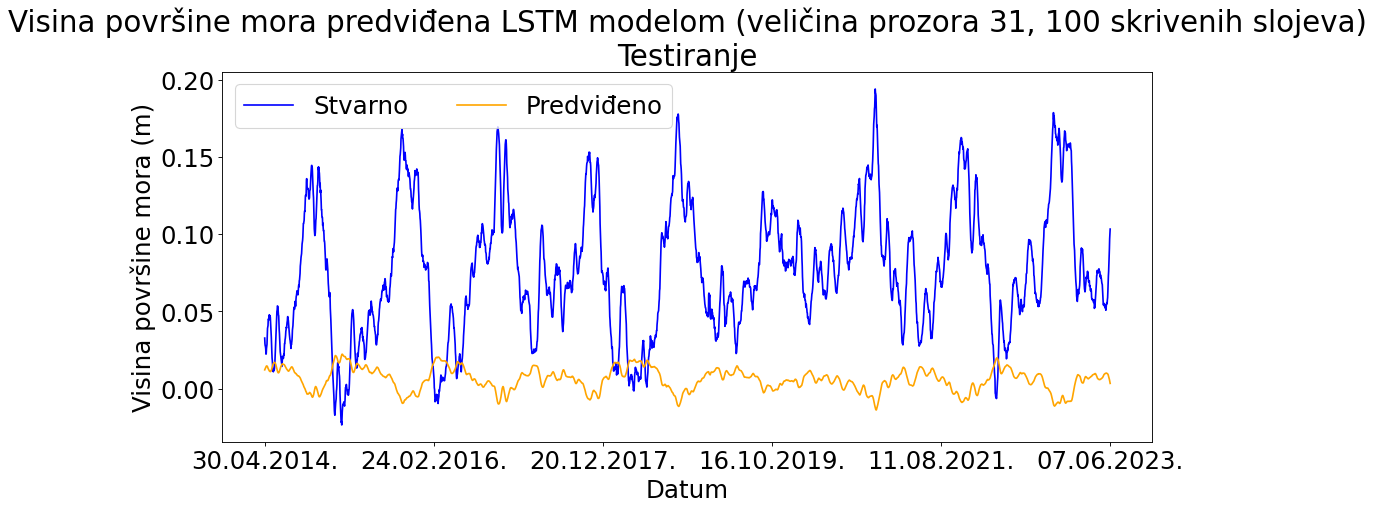 Visina površine mora predviđena LSTM modelom (veličina prozora 31, 100 skrivenih slojeva)
Testiranje
Stvarno Predviđeno
Visina površine mora (m)
0.20
0.15
0.10
0.05
0.00
30.04.2014. 24.02.2016. 20.12.2017. 16.10.2019. 11.08.2021. 07.06.2023.
Datum